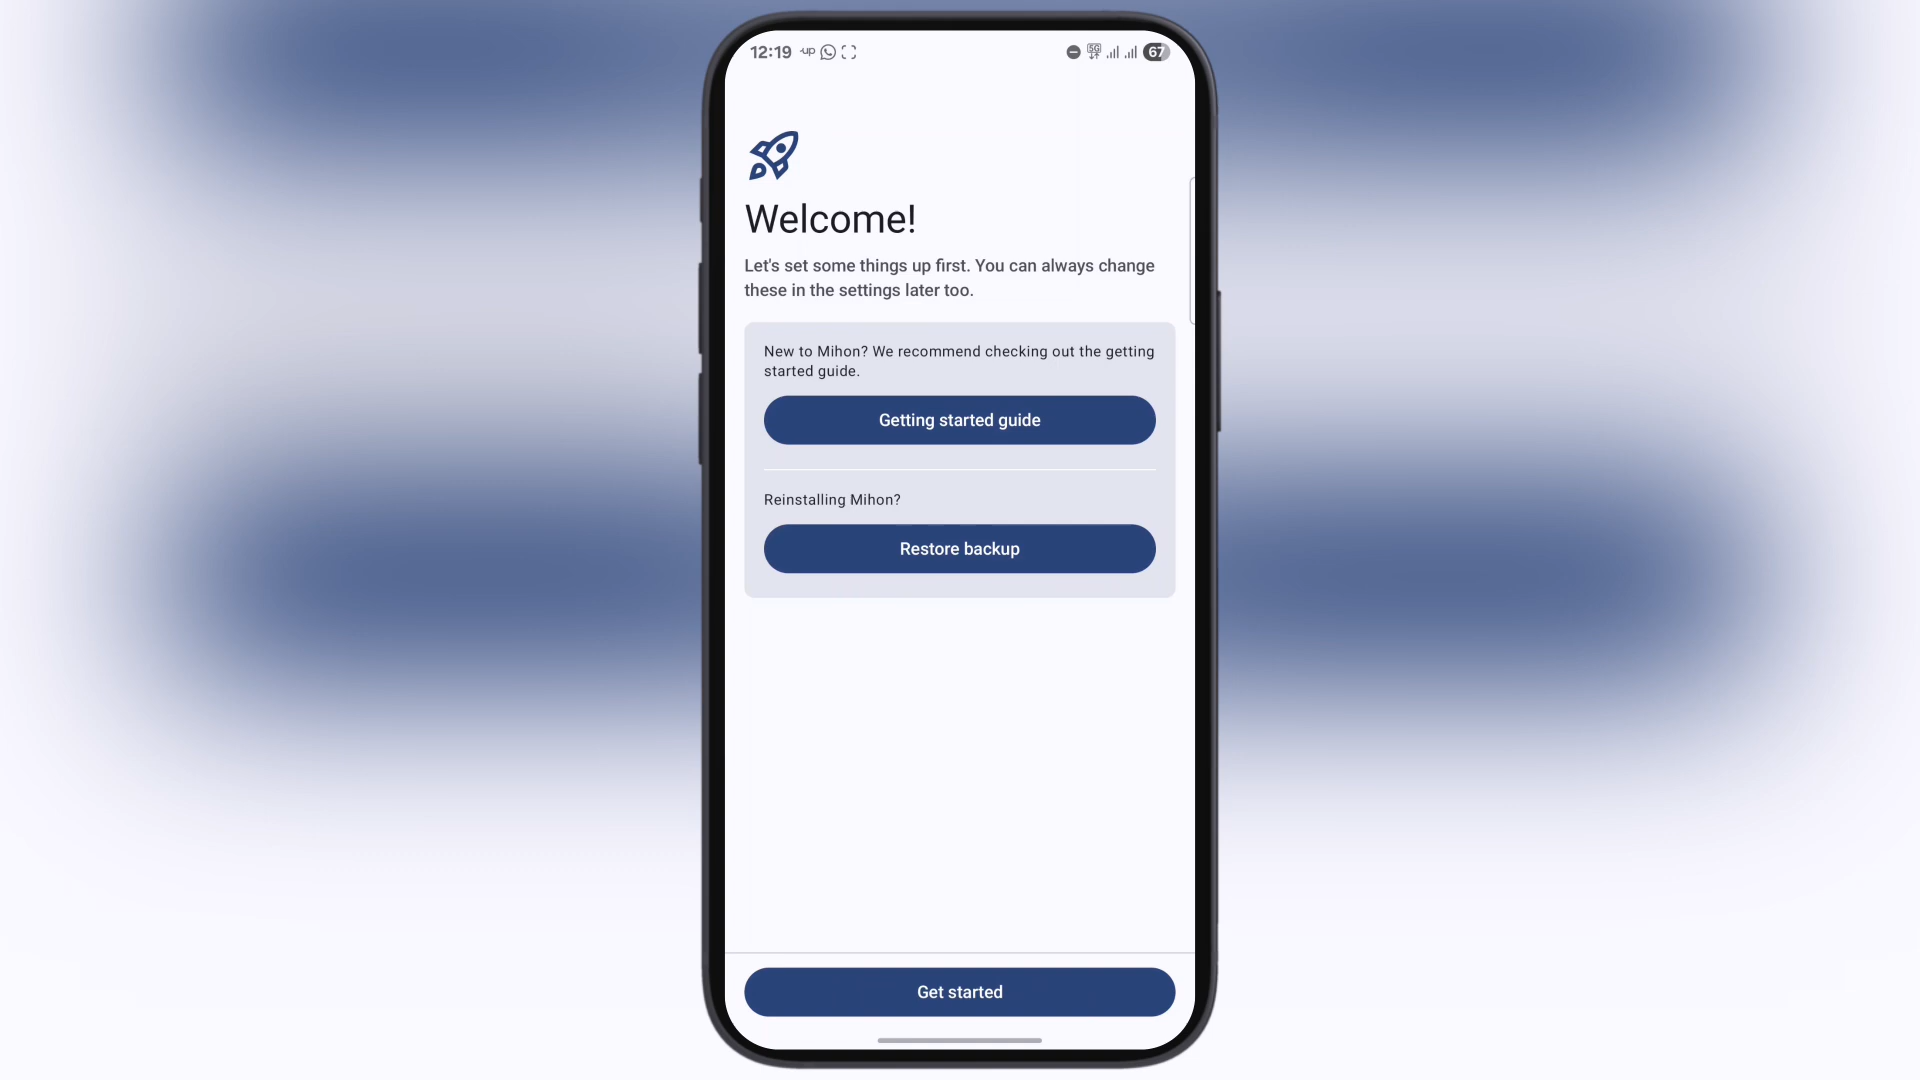 12:19
67
Welcome!
Let's set some things up first. You can always change
these in the settings later too.
New to Mihon? We recommend checking out the getting
started guide.
Getting started guide
Reinstalling Mihon?
Restore backup
Get started